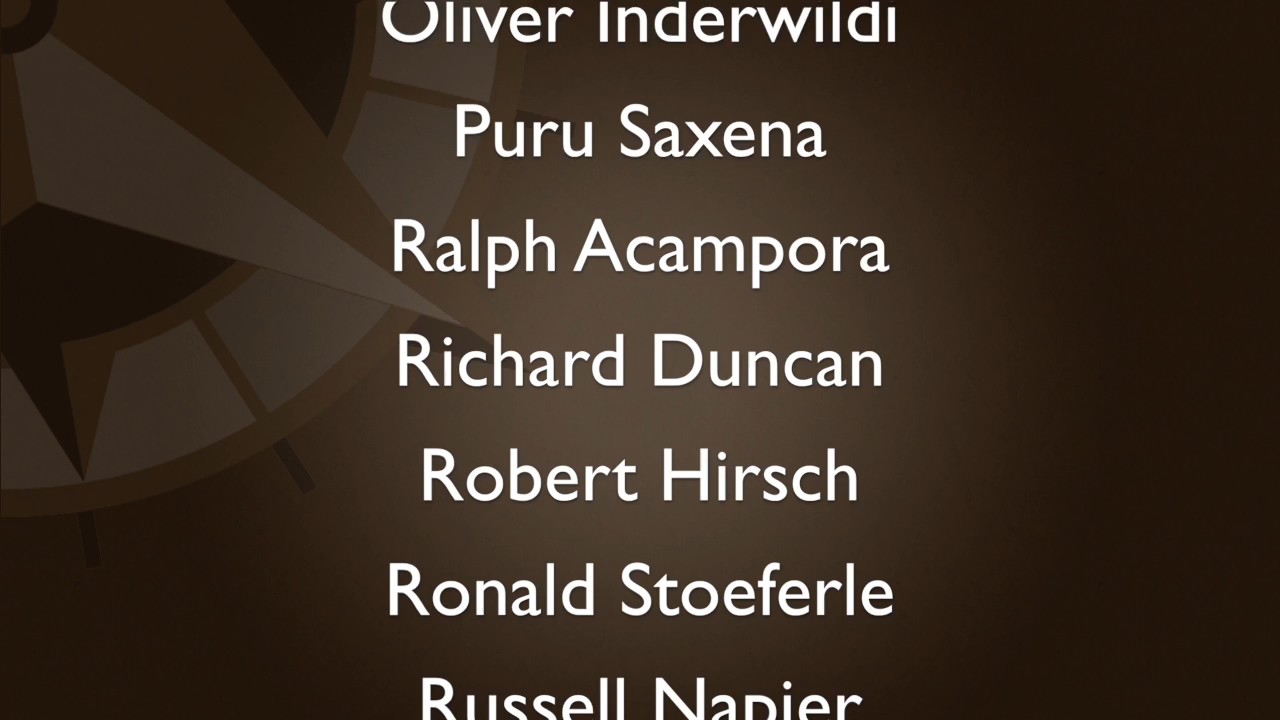 Oliver Inderwildi
Puru Saxena
Ralph Acampora
Richard Duncan
Robert Hirsch
Ronald Stoeferle
Russell Napier